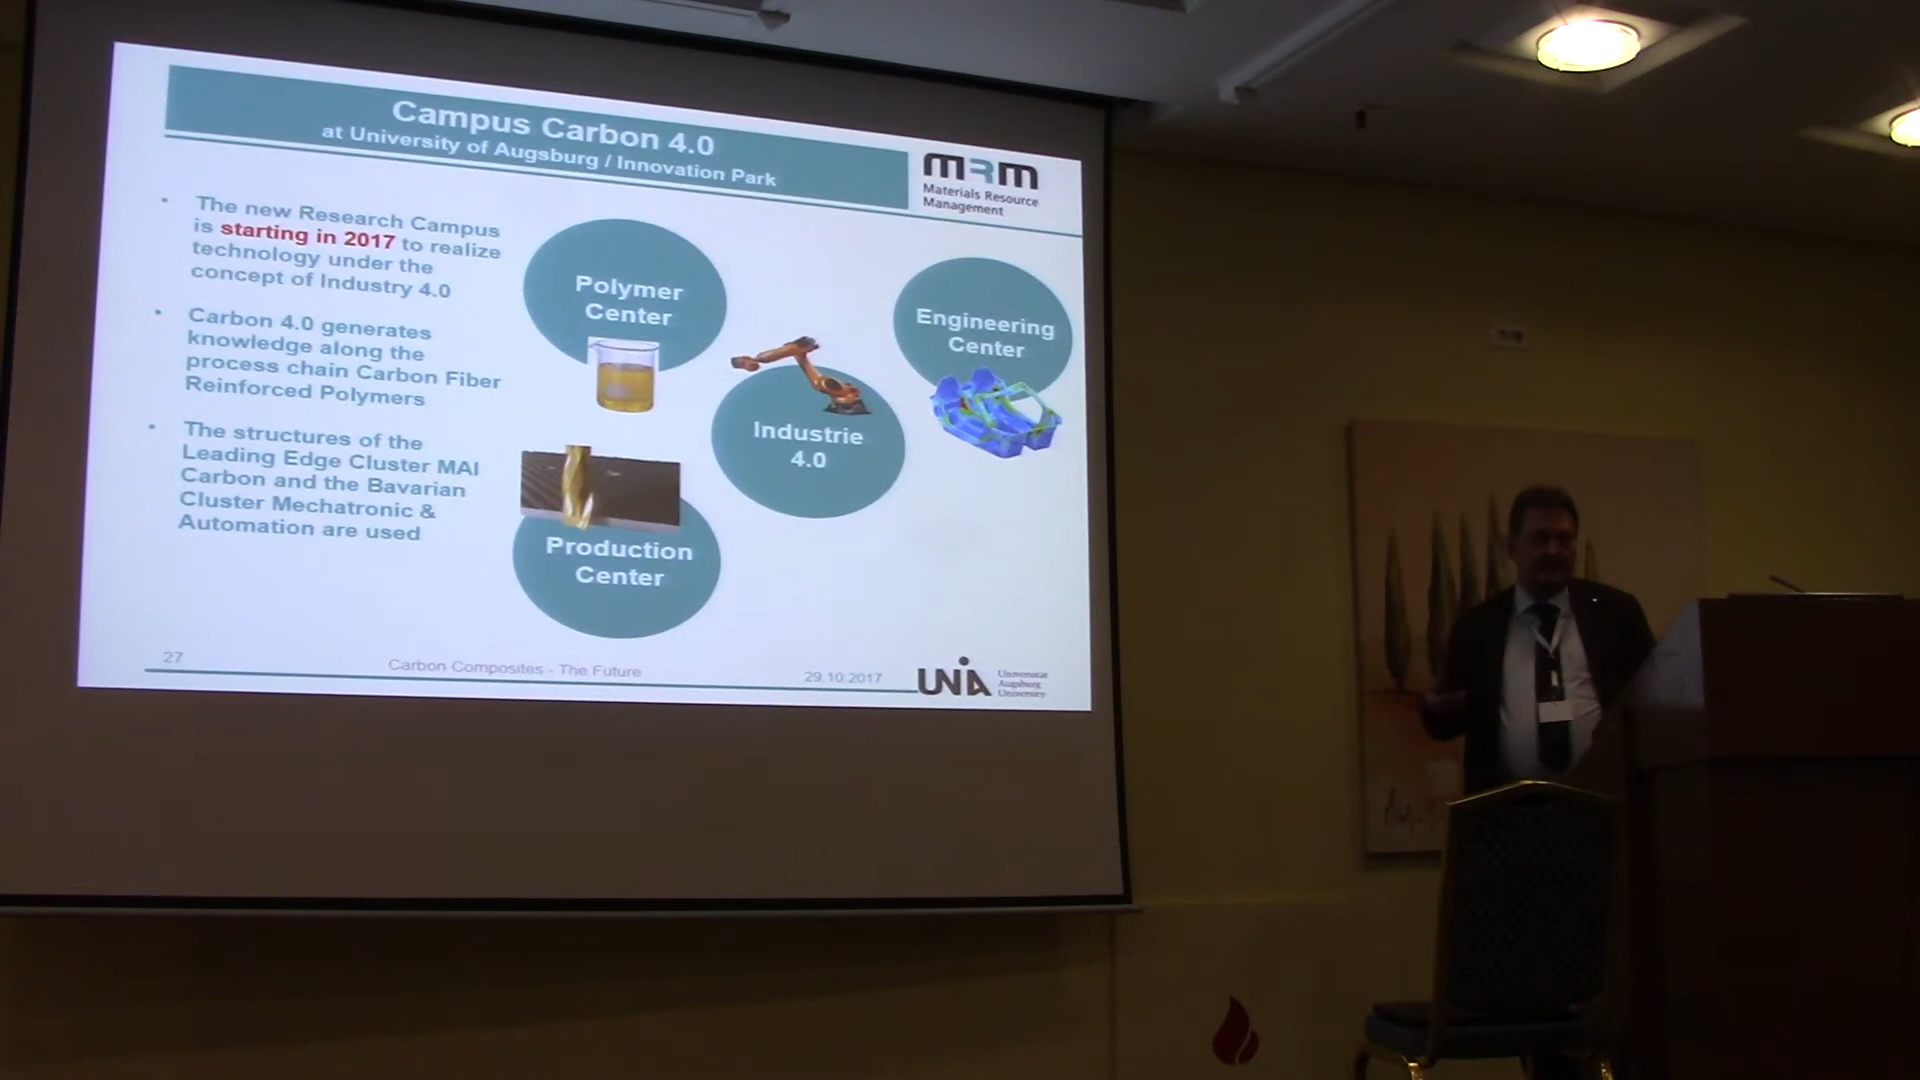 Campus Carbon 4.0
at University of Augsburg / Innovation Park
MRM
Materials Resource
Management
• The new Research Campus
is starting in 2017 to realize
technology under the
concept of Industry 4.0
• Carbon 4.0 generates
knowledge along the
process chain Carbon Fiber
Reinforced Polymers
• The structures of the
Leading Edge Cluster MAI
Carbon and the Bavarian
Cluster Mechatronic &
Automation are used
Polymer
Center
Engineering
Center
Industrie
4.0
Production
Center
27
Carbon Composites - The Future
29.10.2017
UNIA
Universität
Augsburg
University